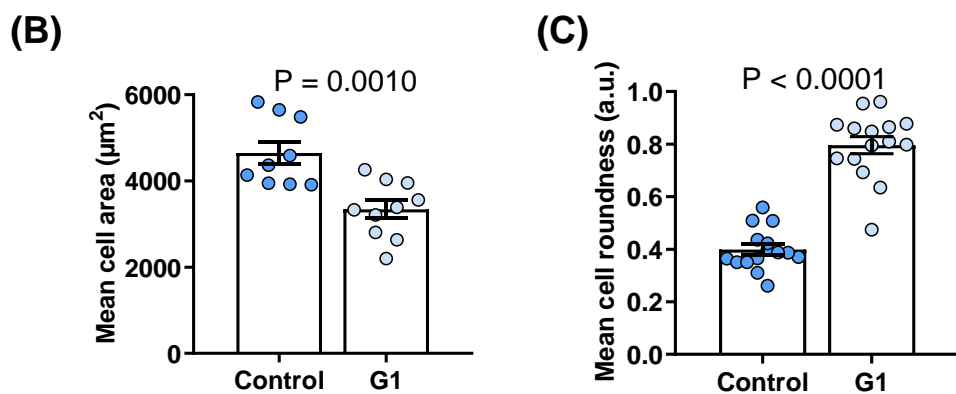 (B)
P = 0.0010
Mean cell area (µm²)
6000
4000
2000
0
Control
G1
(C)
P < 0.0001
Mean cell roundness (a.u.)
1.0
0.8
0.6
0.4
0.2
0.0
Control
G1